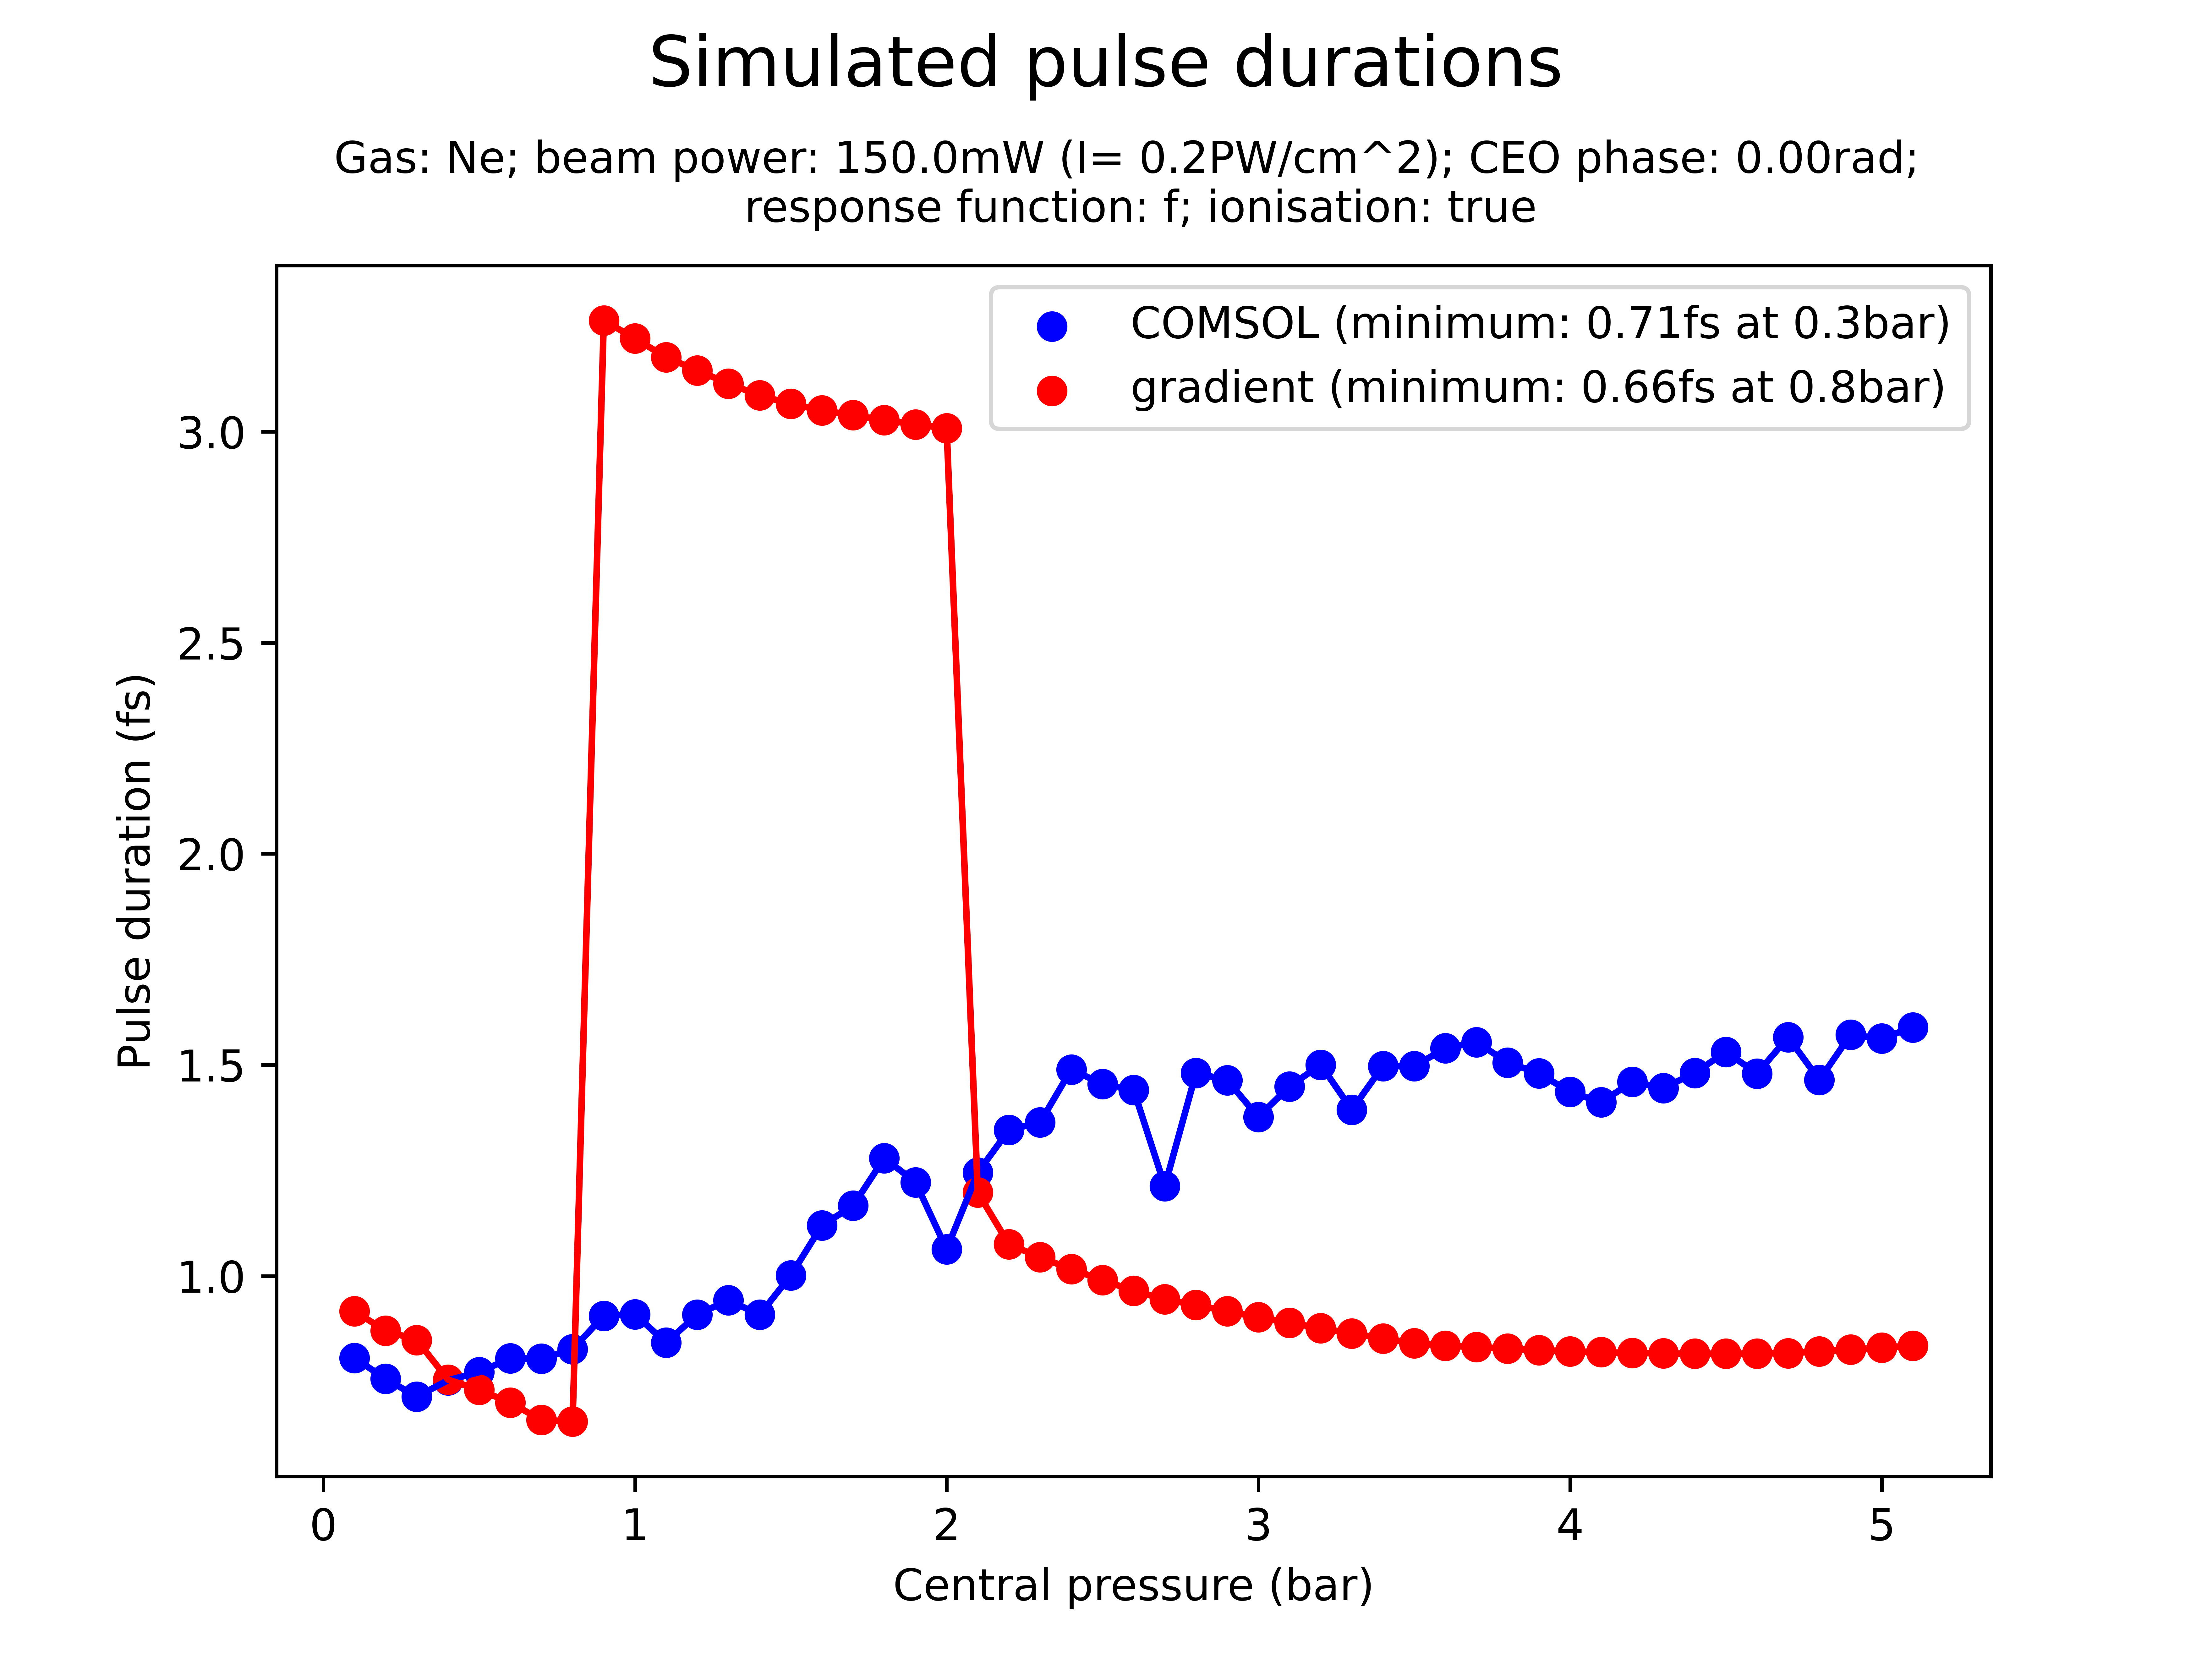 Simulated pulse durations
Gas: Ne; beam power: 150.0mW (I= 0.2PW/cm^2); CEO phase: 0.00rad;
response function: f; ionisation: true
COMSOL (minimum: 0.71fs at 0.3bar)
gradient (minimum: 0.66fs at 0.8bar)
Pulse duration (fs)
3.0
2.5
2.0
1.5
1.0
0 1 2 3 4 5
Central pressure (bar)